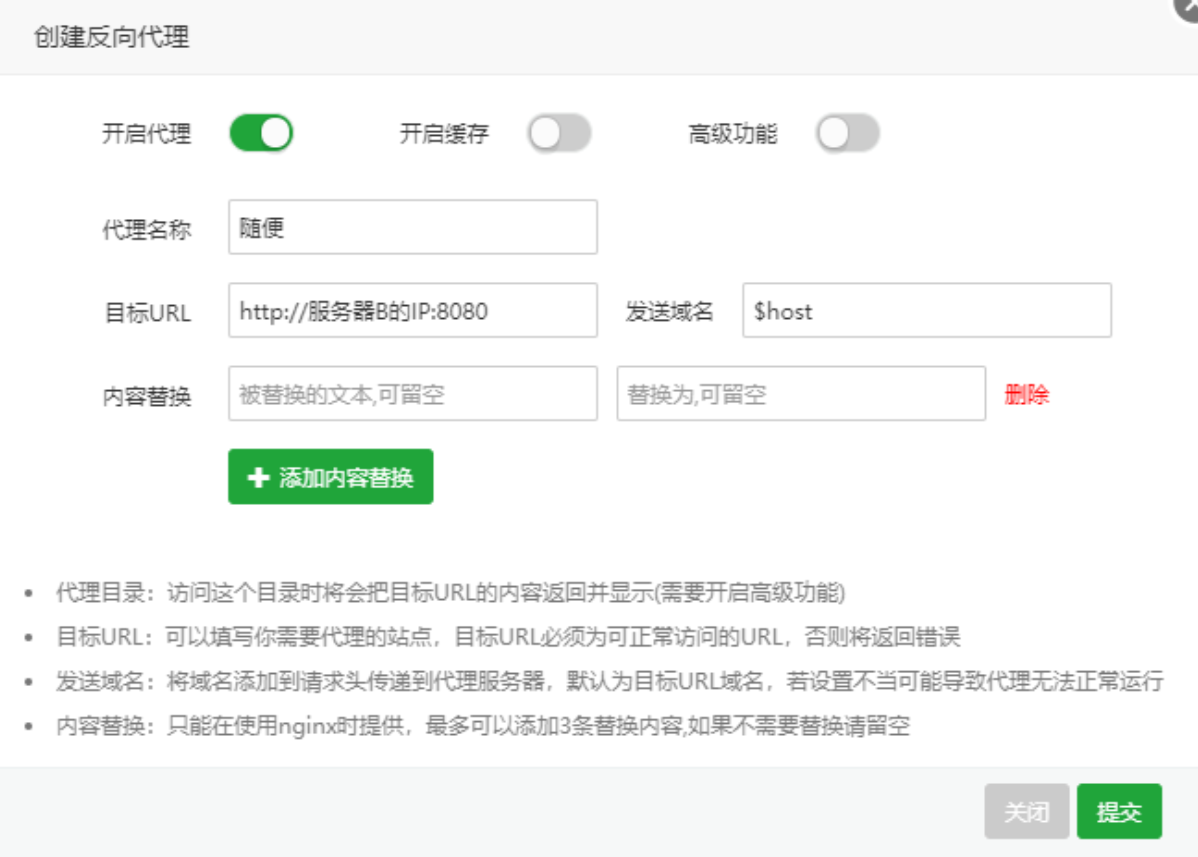 创建反向代理
开启代理 开启缓存 高级功能
代理名称 随便
目标URL http://服务器B的IP:8080 发送域名 $host
内容替换 被替换的文本,可留空 替换为,可留空 删除
添加内容替换
代理目录：访问这个目录时将会把目标URL的内容返回并显示(需要开启高级功能)
目标URL：可以填写你需要代理的站点，目标URL必须为可正常访问的URL，否则将返回错误
发送域名：将域名添加到请求头传递到代理服务器，默认为目标URL域名，若设置不当可能导致代理无法正常运行
内容替换：只能在使用nginx时提供，最多可以添加3条替换内容,如果不需要替换请留空
关闭 提交